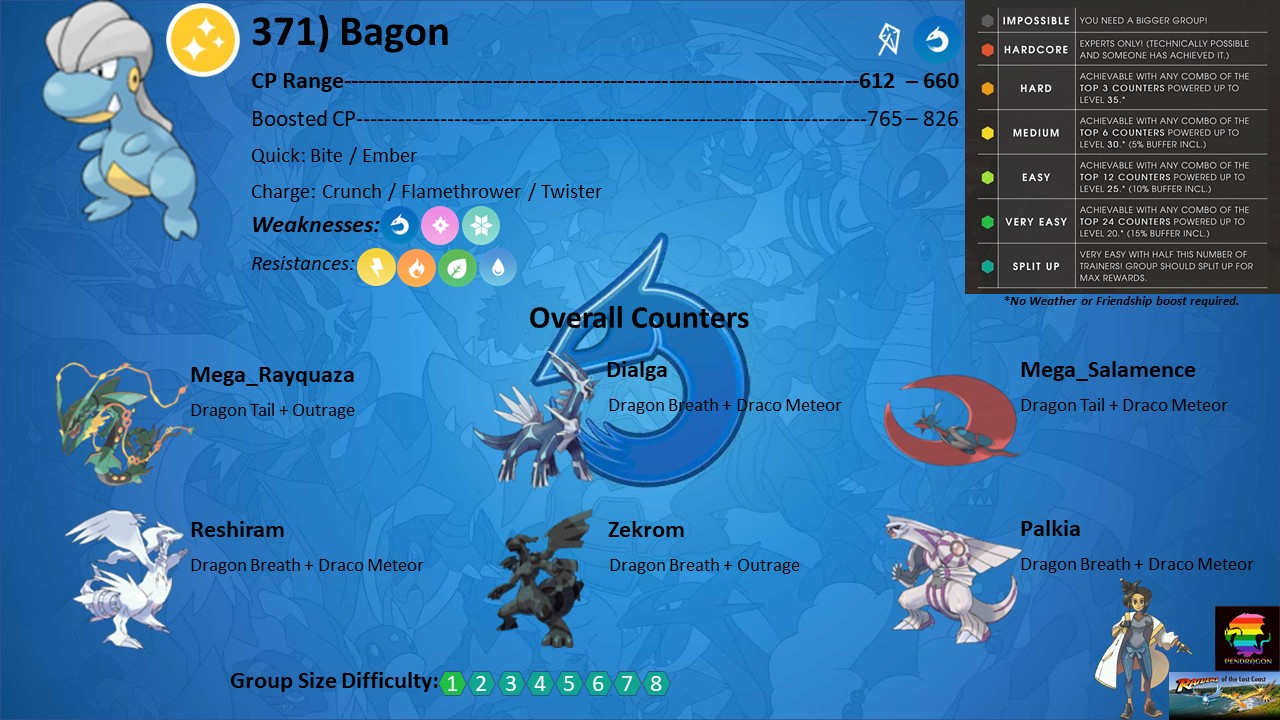 371) Bagon
CP Range-----612 – 660
Boosted CP-----765 – 826
Quick: Bite / Ember
Charge: Crunch / Flamethrower / Twister
Weaknesses:
Resistances:
IMPOSSIBLE YOU NEED A BIGGER GROUP!
HARDCORE EXPERTS ONLY! (TECHNICALLY POSSIBLE
AND SOMEONE HAS ACHIEVED IT.)
HARD ACHIEVABLE WITH ANY COMBO OF THE
TOP 3 COUNTERS POWERED UP TO
LEVEL 35.*
MEDIUM ACHIEVABLE WITH ANY COMBO OF THE
TOP 6 COUNTERS POWERED UP TO
LEVEL 30.* (5% BUFFER INCL.)
EASY ACHIEVABLE WITH ANY COMBO OF THE
TOP 12 COUNTERS POWERED UP TO
LEVEL 25.* (10% BUFFER INCL.)
VERY EASY ACHIEVABLE WITH ANY COMBO OF THE
TOP 24 COUNTERS POWERED UP TO
LEVEL 20.* (15% BUFFER INCL.)
SPLIT UP VERY EASY WITH HALF THIS NUMBER OF
TRAINERS! GROUP SHOULD SPLIT UP FOR
MAX REWARDS.
*No Weather or Friendship boost required.
Overall Counters
Mega_Rayquaza
Dragon Tail + Outrage
Dialga
Dragon Breath + Draco Meteor
Mega_Salamence
Dragon Tail + Draco Meteor
Reshiram
Dragon Breath + Draco Meteor
Zekrom
Dragon Breath + Outrage
Palkia
Dragon Breath + Draco Meteor
Group Size Difficulty: 1 2 3 4 5 6 7 8
PENDRAGON
RAIDERS of the Lost Coast